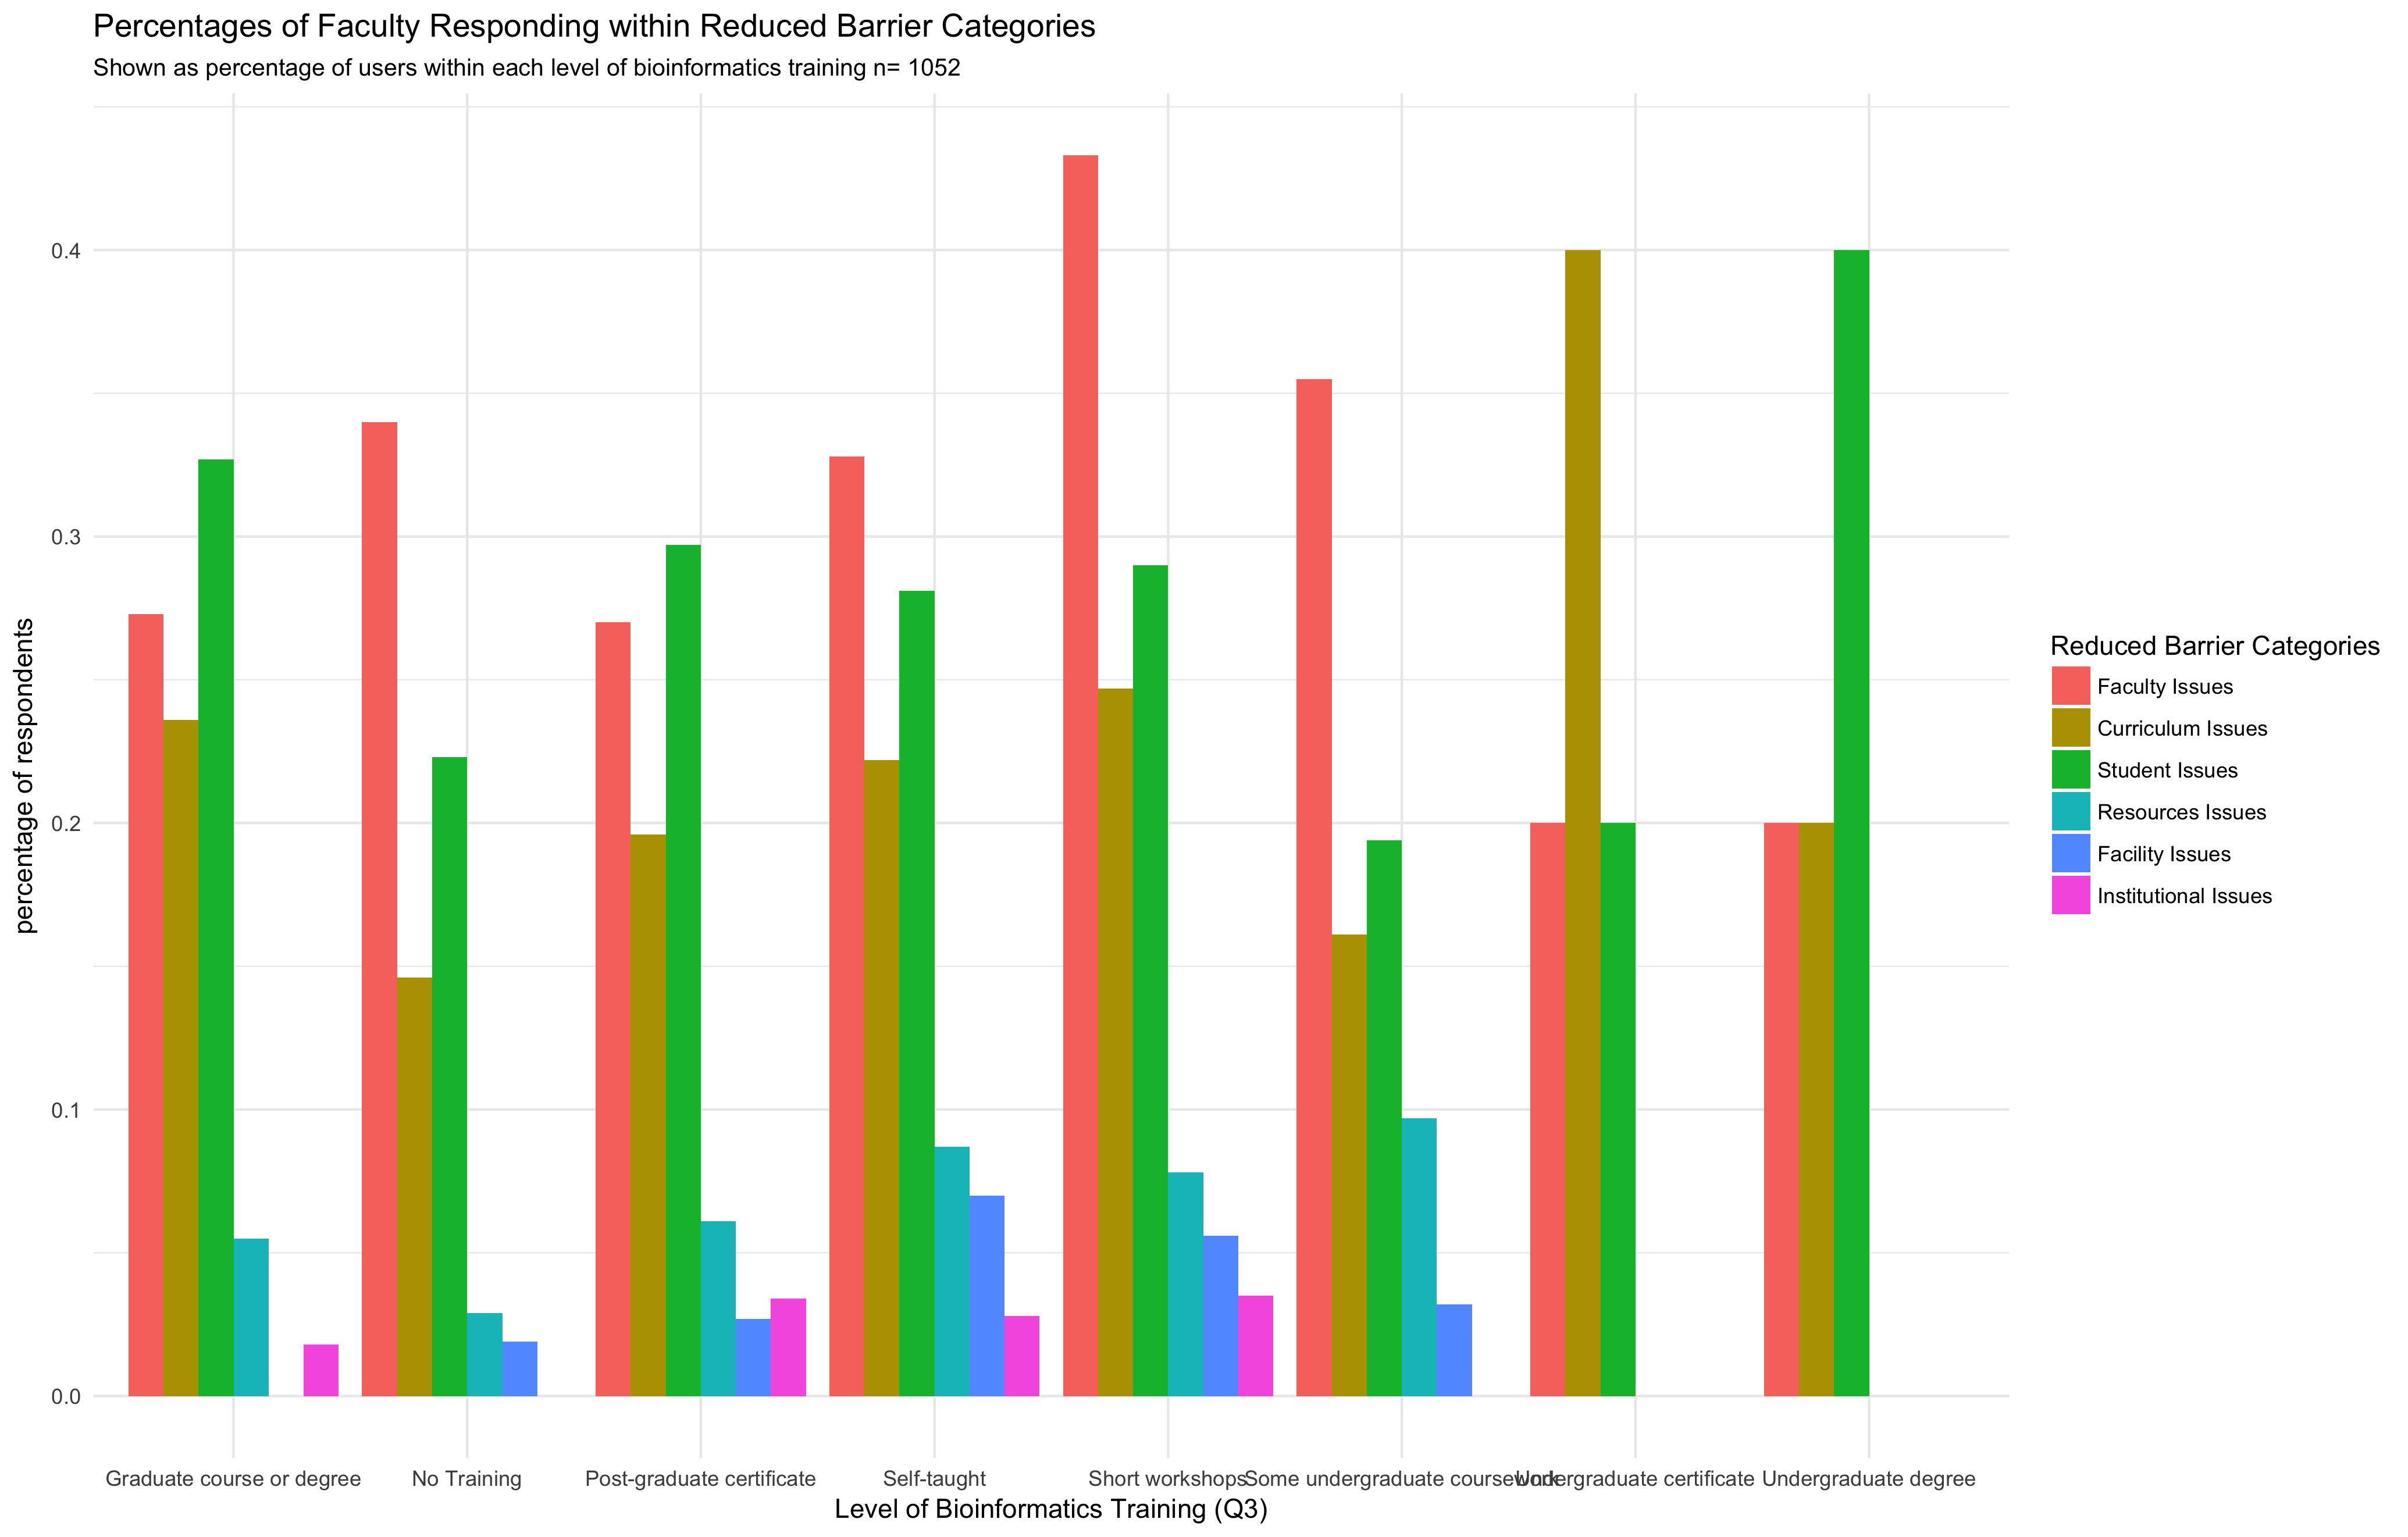 Percentages of Faculty Responding within Reduced Barrier Categories
Shown as percentage of users within each level of bioinformatics training n= 1052
percentage of respondents
0.4
0.3
0.2
0.1
0.0
Graduate course or degree
No Training
Post-graduate certificate
Self-taught
Short workshops
Some undergraduate coursework
Undergraduate certificate
Undergraduate degree
Level of Bioinformatics Training (Q3)
Reduced Barrier Categories
Faculty Issues
Curriculum Issues
Student Issues
Resources Issues
Facility Issues
Institutional Issues